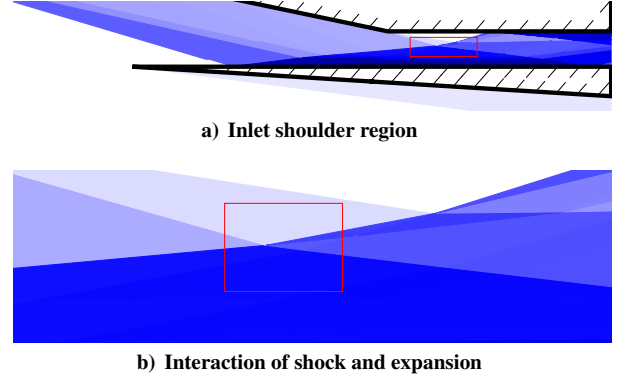 a) Inlet shoulder region
b) Interaction of shock and expansion